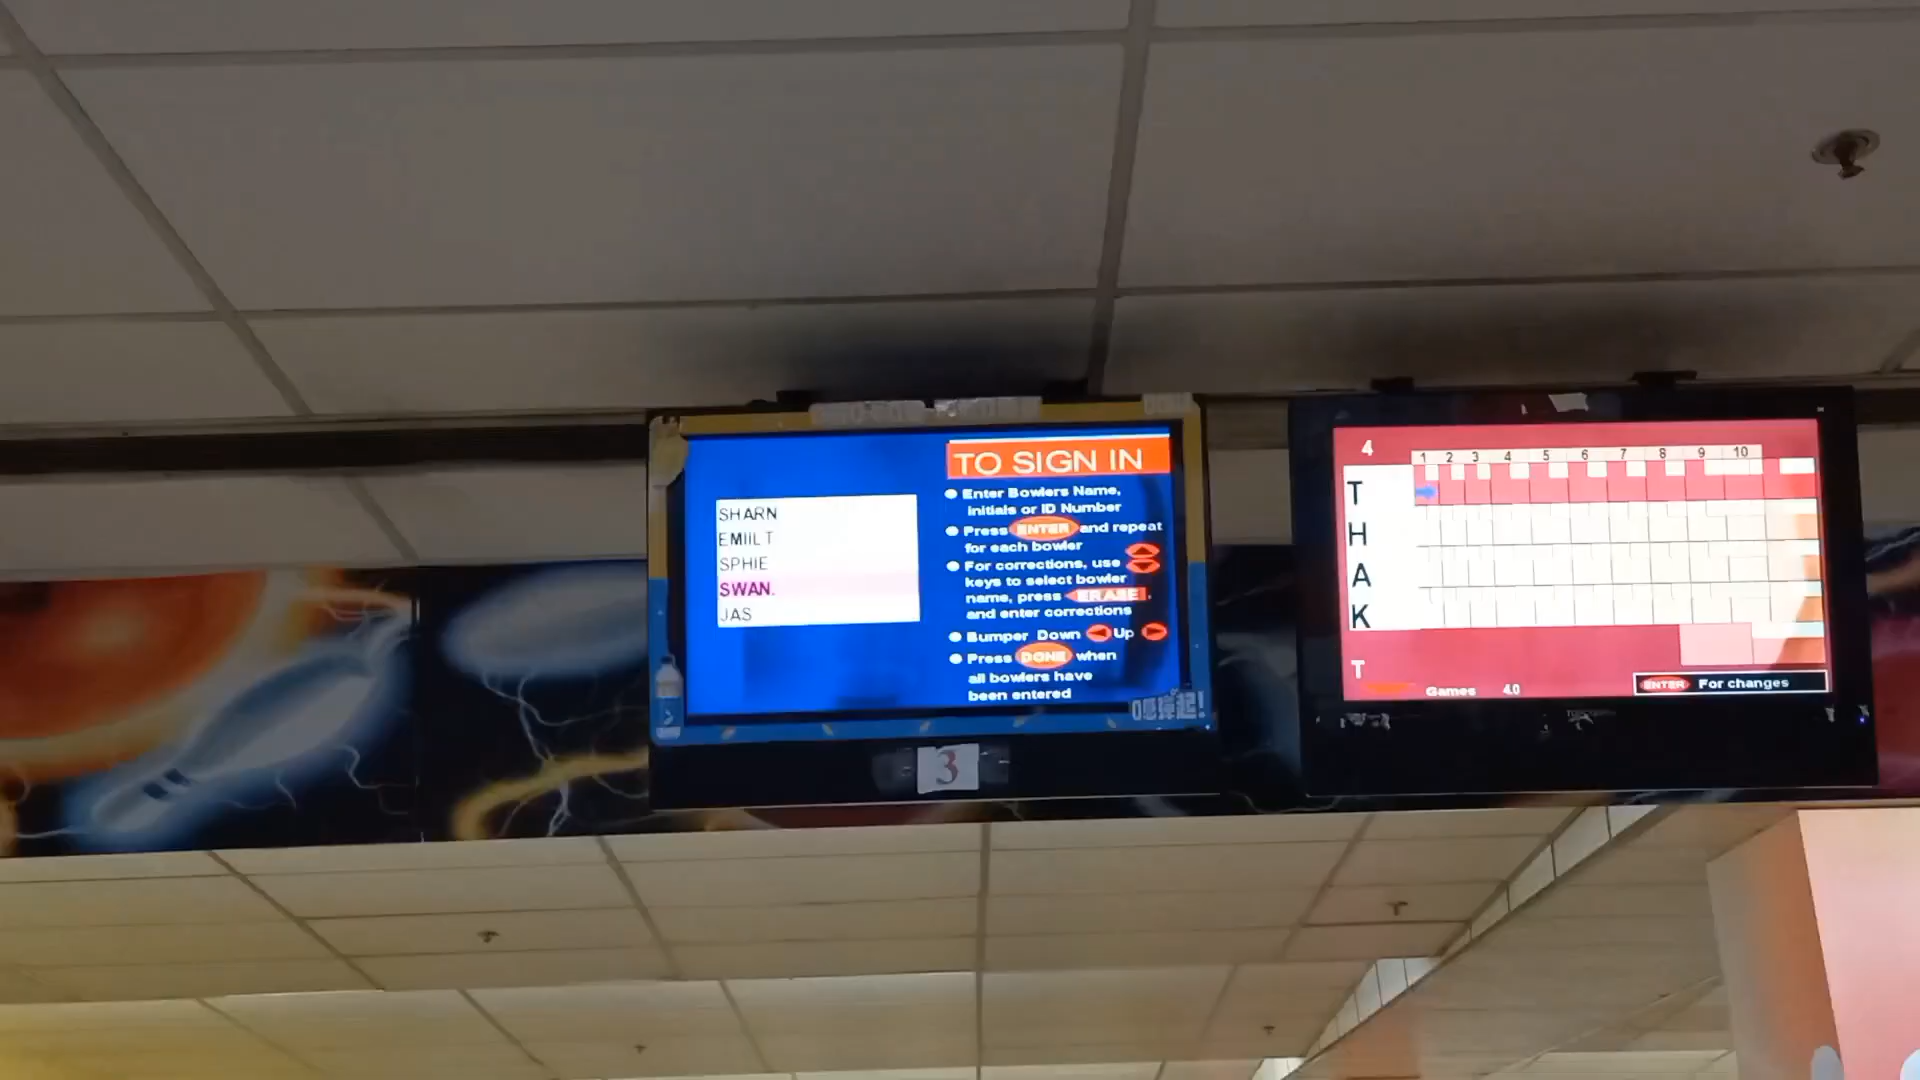 TO SIGN IN
SHARN
EMIILT
SPHIE
SWAN.
JAS
Enter Bowlers Name,
Initials or ID Number
Press ENTER and repeat
for each bowler
For corrections, use
keys to select bowler
name, press ERASE,
and enter corrections
Bumper Down Up
Press DONE when
all bowlers have
been entered
3
4
1 2 3 4 5 6 7 8 9 10
T
H
A
K
T
Games 4.0
ENTER For changes